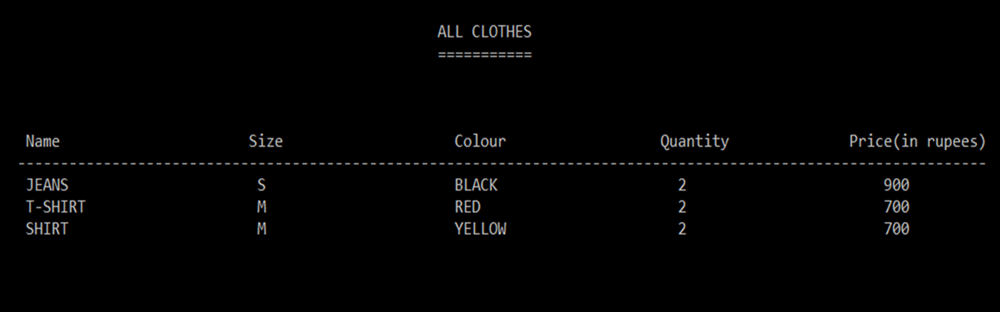 ALL CLOTHES
===========
Name Size Colour Quantity Price(in rupees)
--------------------------------------------------------------------------------------------------------------------
JEANS S BLACK 2 900
T-SHIRT M RED 2 700
SHIRT M YELLOW 2 700